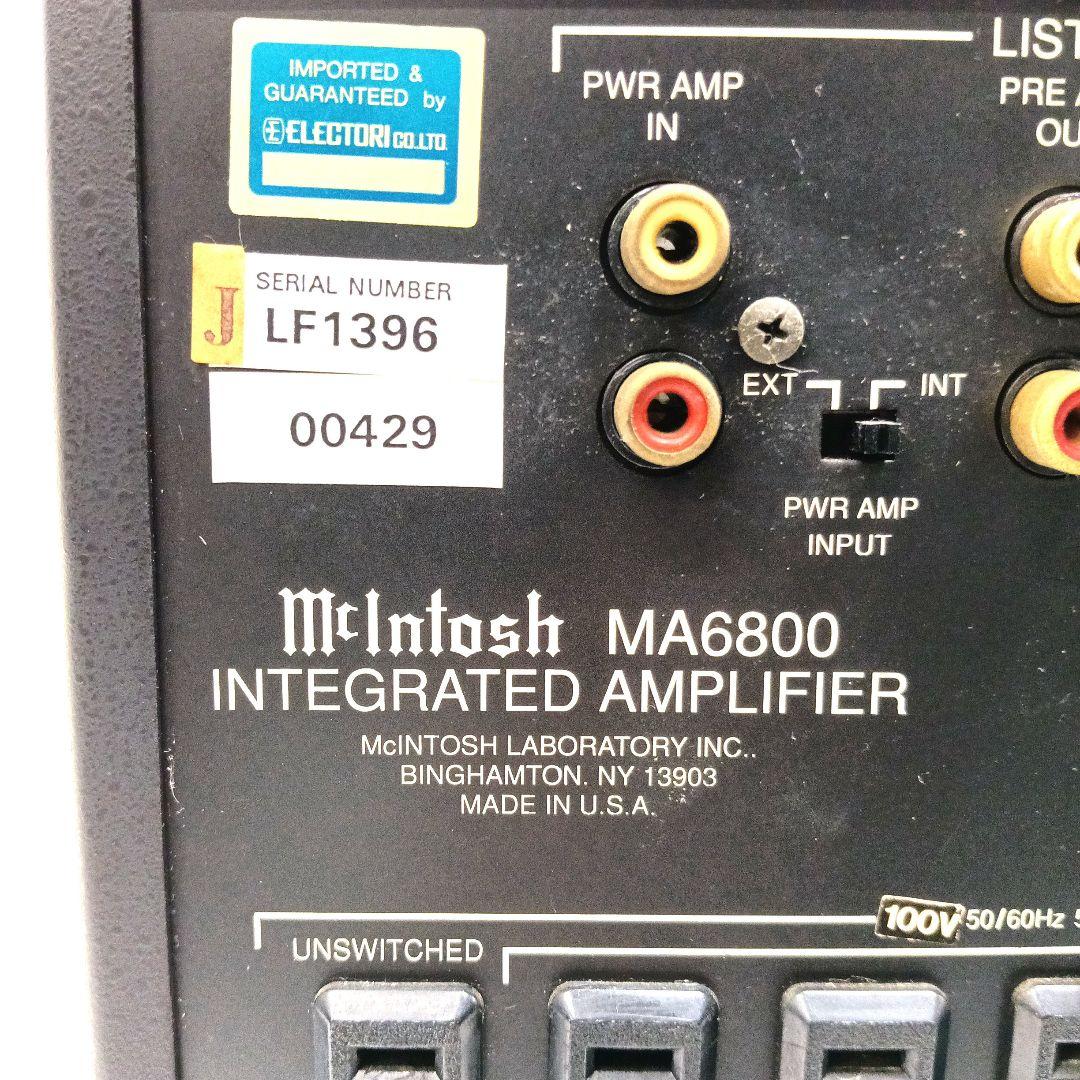 IMPORTED &
GUARANTEED by
ELECTORI CO.LTD.
J
SERIAL NUMBER
LF1396
00429
PWR AMP
IN
LIST
PRE A
OU
EXT
INT
PWR AMP
INPUT
McIntosh MA6800
INTEGRATED AMPLIFIER
McINTOSH LABORATORY INC..
BINGHAMTON. NY 13903
MADE IN U.S.A.
100V 50/60Hz 5
UNSWITCHED